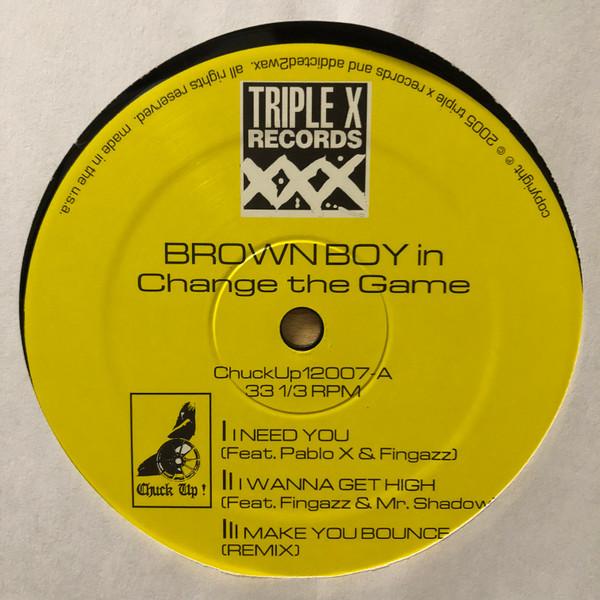 copyright ℗ © 2005 triple x records and addicted2wax. all rights reserved. made in the u.s.a.
TRIPLE X
RECORDS
XXX
BROWN BOY in
Change the Game
ChuckUp12007-A
33 1/3 RPM
Chuck Up !
I I NEED YOU
(Feat. Pablo X & Fingazz)
II I WANNA GET HIGH
(Feat. Fingazz & Mr. Shadow)
III MAKE YOU BOUNCE
(REMIX)